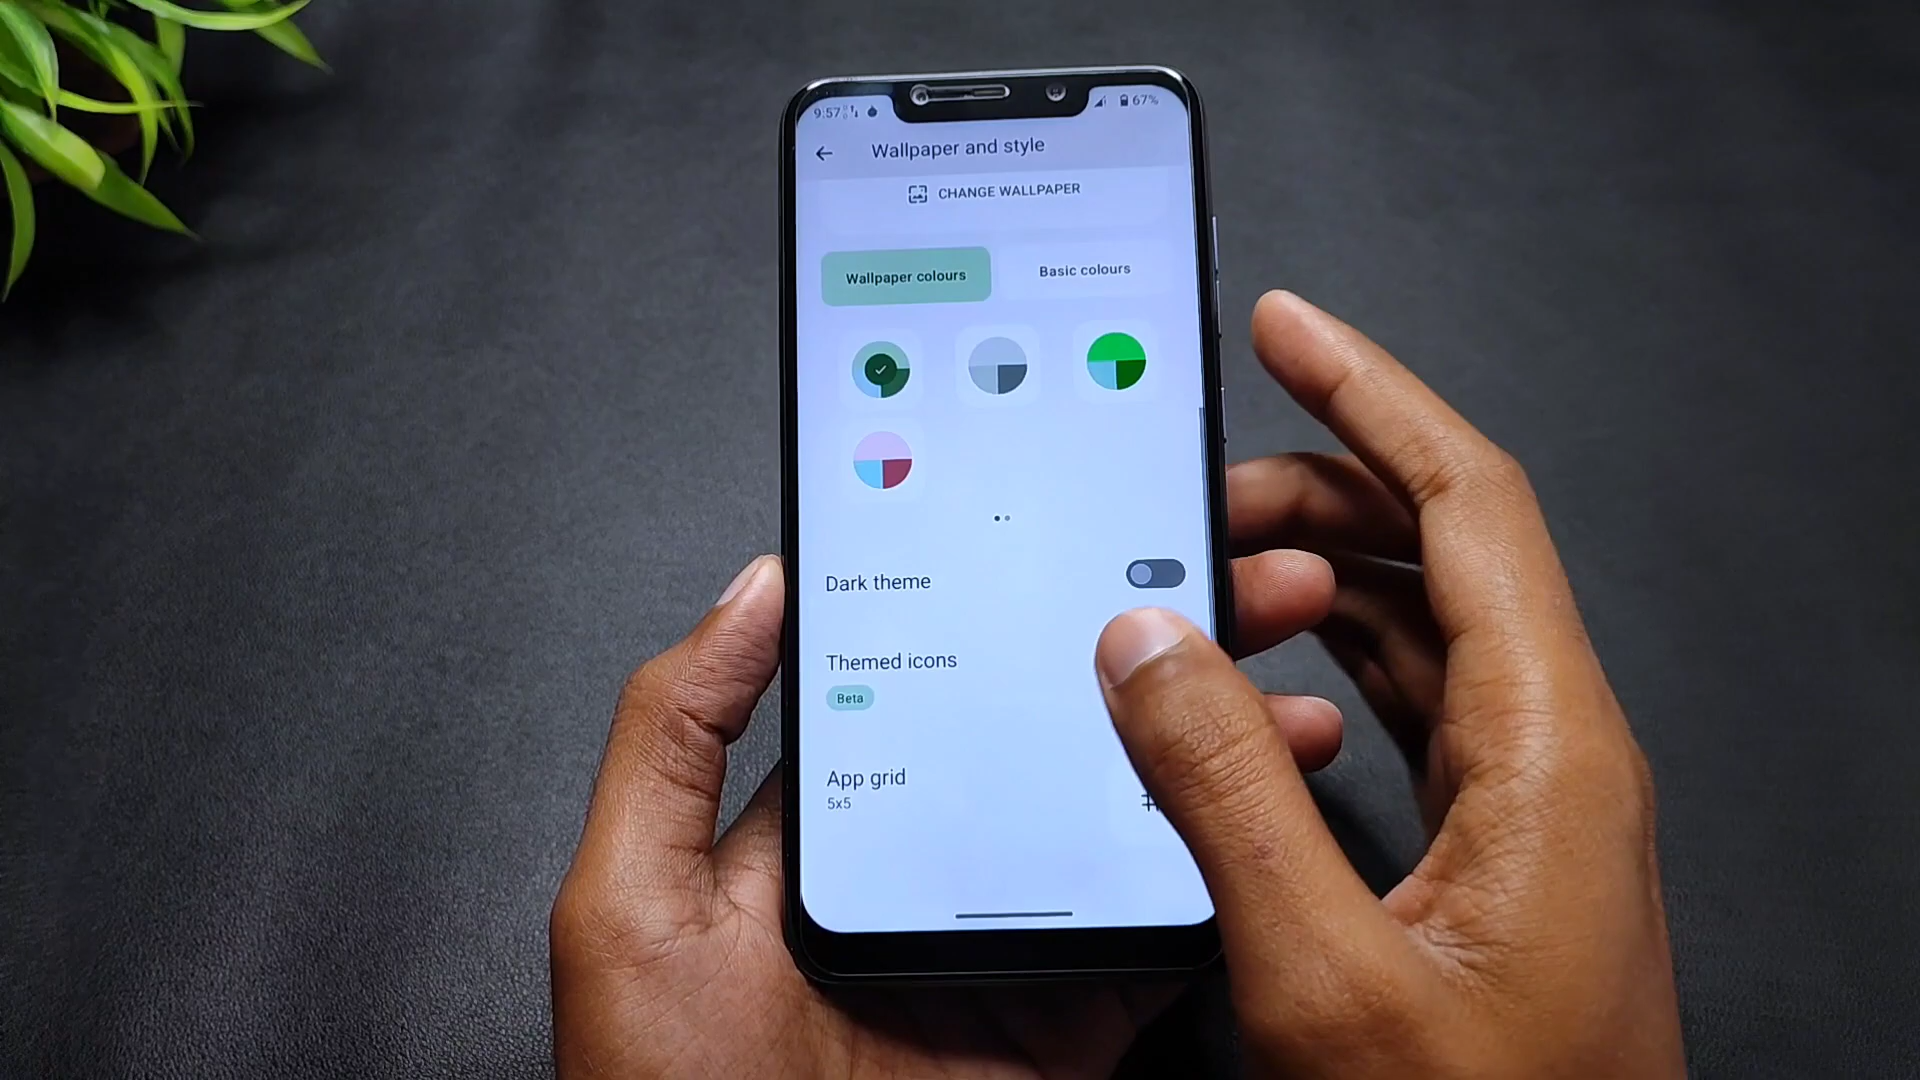 9:57
67%
Wallpaper and style
CHANGE WALLPAPER
Wallpaper colours
Basic colours
Dark theme
Themed icons
Beta
App grid
5x5